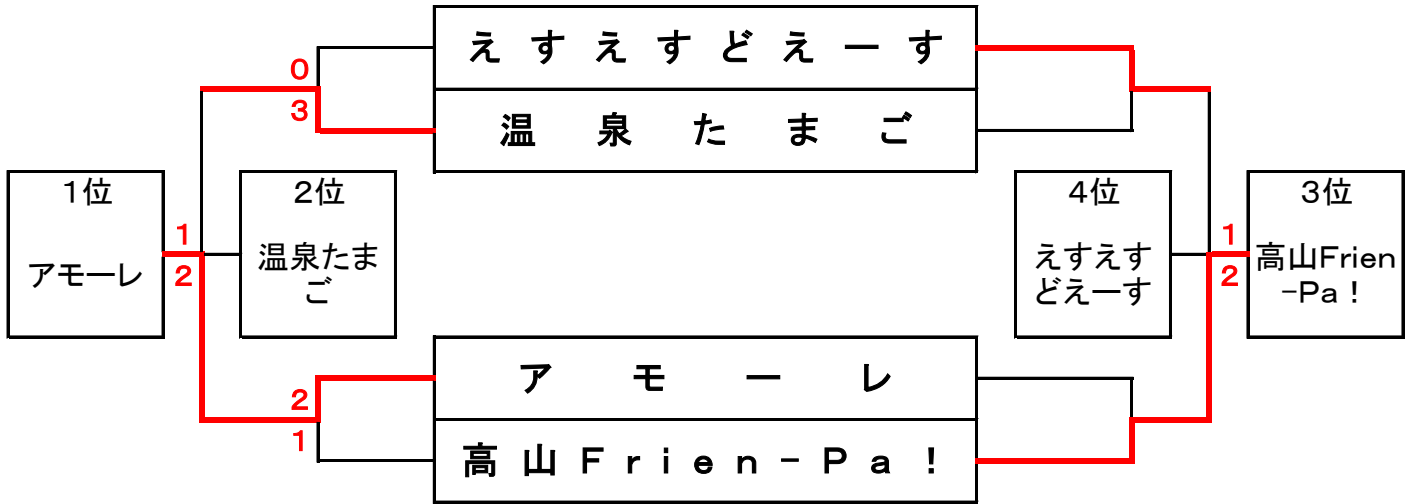 えすえすどえーす
0
3
温泉たまご
1位
アモーレ
1
2
2位
温泉たま
ご
4位
えすえす
どえーす
1
2
3位
高山Frien
-Pa！
アモーレ
2
1
高山Frien-Pa！